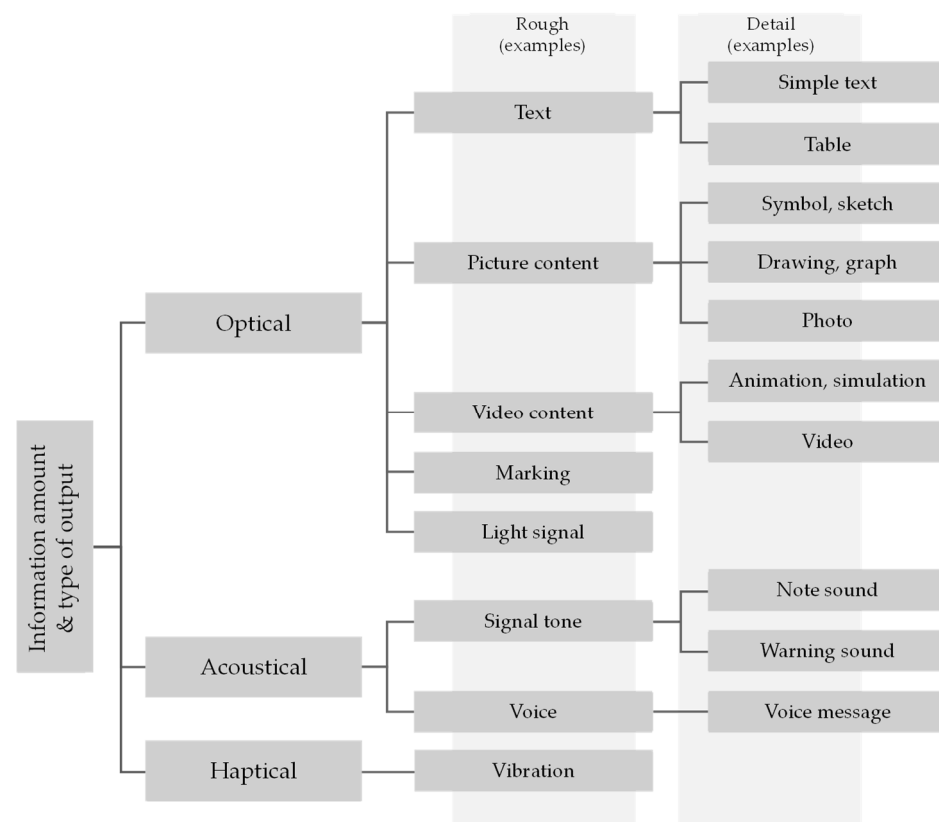 Rough
(examples)
Detail
(examples)
Information amount
& type of output
Optical
Text
Simple text
Table
Picture content
Symbol, sketch
Drawing, graph
Photo
Video content
Animation, simulation
Video
Marking
Light signal
Acoustical
Signal tone
Note sound
Warning sound
Voice
Voice message
Haptical
Vibration